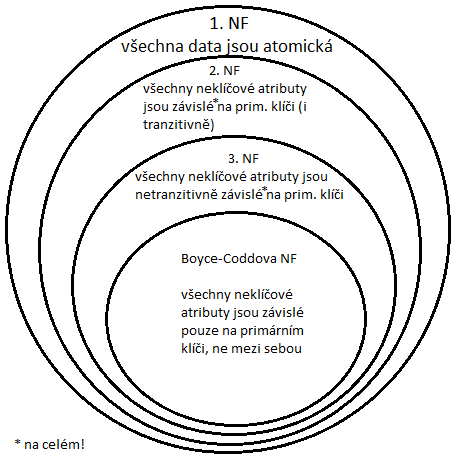 1. NF
všechna data jsou atomická
2. NF
všechny neklíčové atributy
jsou závislé*na prim. klíči (i
tranzitivně)
3. NF
všechny neklíčové atributy jsou
netranzitivně závislé*na prim. klíči
Boyce-Coddova NF
všechny neklíčové
atributy jsou závislé
pouze na primárním
klíči, ne mezi sebou
* na celém!